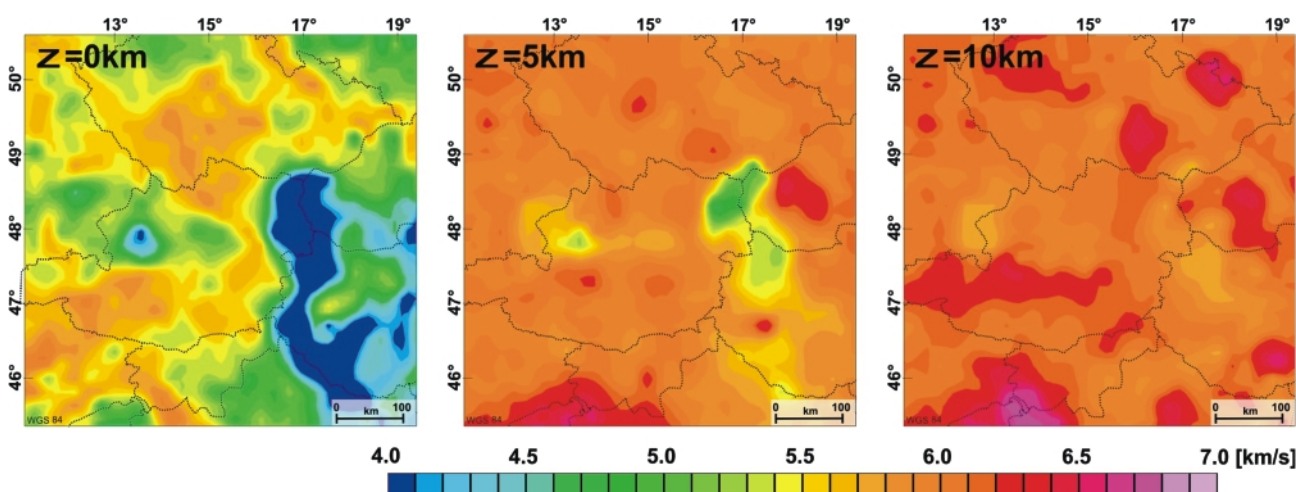 13° 15° 17° 19° 13° 15° 17° 19° 13° 15° 17° 19°
Z=0km Z=5km Z=10km
50° 50° 50°
49° 49° 49°
48° 48° 48°
47° 47° 47°
46° 46° 46°
WGS 84 0 km 100 WGS 84 0 km 100 WGS 84 0 km 100
4.0 4.5 5.0 5.5 6.0 6.5 7.0 [km/s]